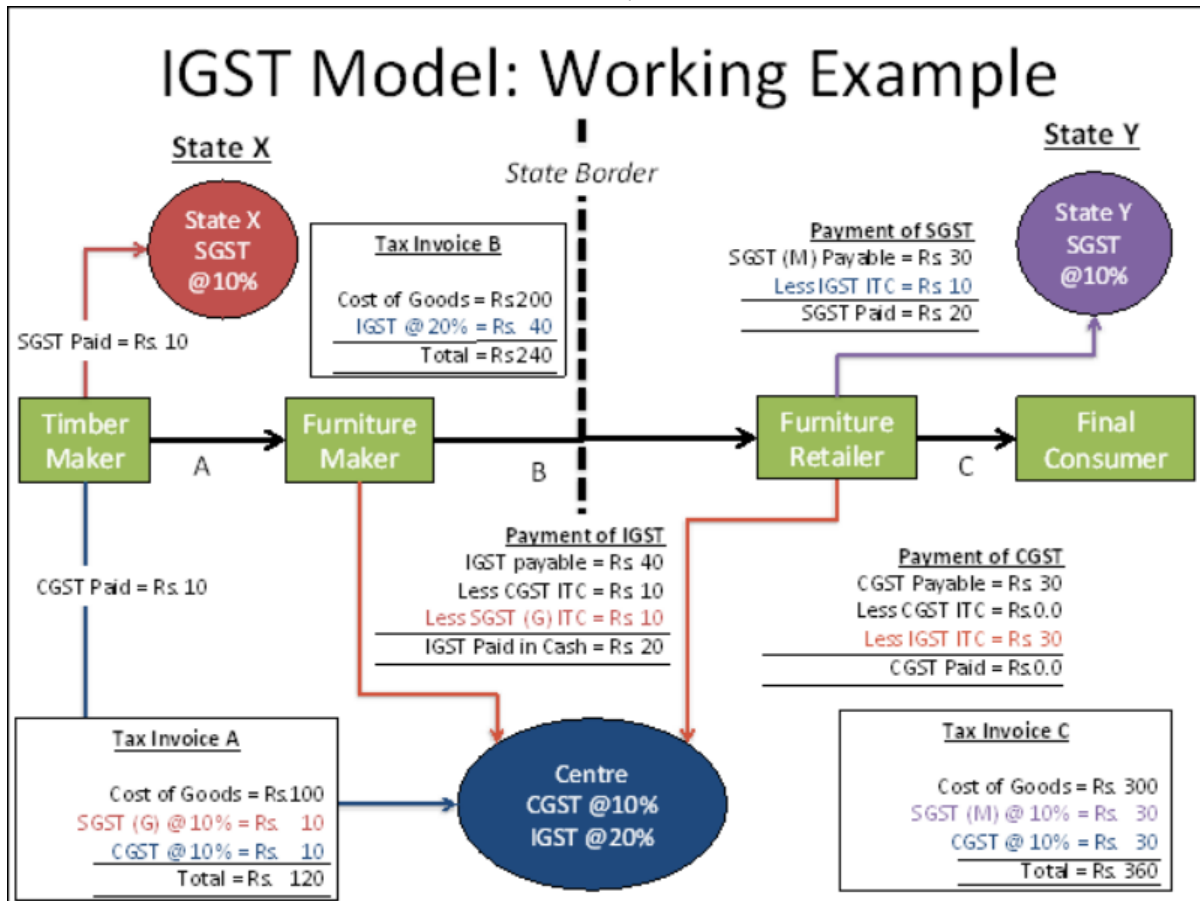 IGST Model: Working Example
State X
State Border
State Y
State X
SGST
@10%
Tax Invoice B
Cost of Goods = Rs.200
IGST @ 20% = Rs. 40
Total = Rs.240
Payment of SGST
SGST (M) Payable = Rs. 30
Less IGST ITC = Rs. 10
SGST Paid = Rs. 20
State Y
SGST
@10%
SGST Paid = Rs. 10
Timber
Maker
A
Furniture
Maker
B
Furniture
Retailer
C
Final
Consumer
CGST Paid = Rs. 10
Payment of IGST
IGST payable = Rs. 40
Less CGST ITC = Rs. 10
Less SGST (G) ITC = Rs. 10
IGST Paid in Cash = Rs. 20
Payment of CGST
CGST Payable = Rs. 30
Less CGST ITC = Rs.0.0
Less IGST ITC = Rs. 30
CGST Paid = Rs.0.0
Tax Invoice A
Cost of Goods = Rs.100
SGST (G) @ 10% = Rs. 10
CGST @ 10% = Rs. 10
Total = Rs. 120
Centre
CGST @10%
IGST @20%
Tax Invoice C
Cost of Goods = Rs. 300
SGST (M) @ 10% = Rs. 30
CGST @ 10% = Rs. 30
Total = Rs. 360